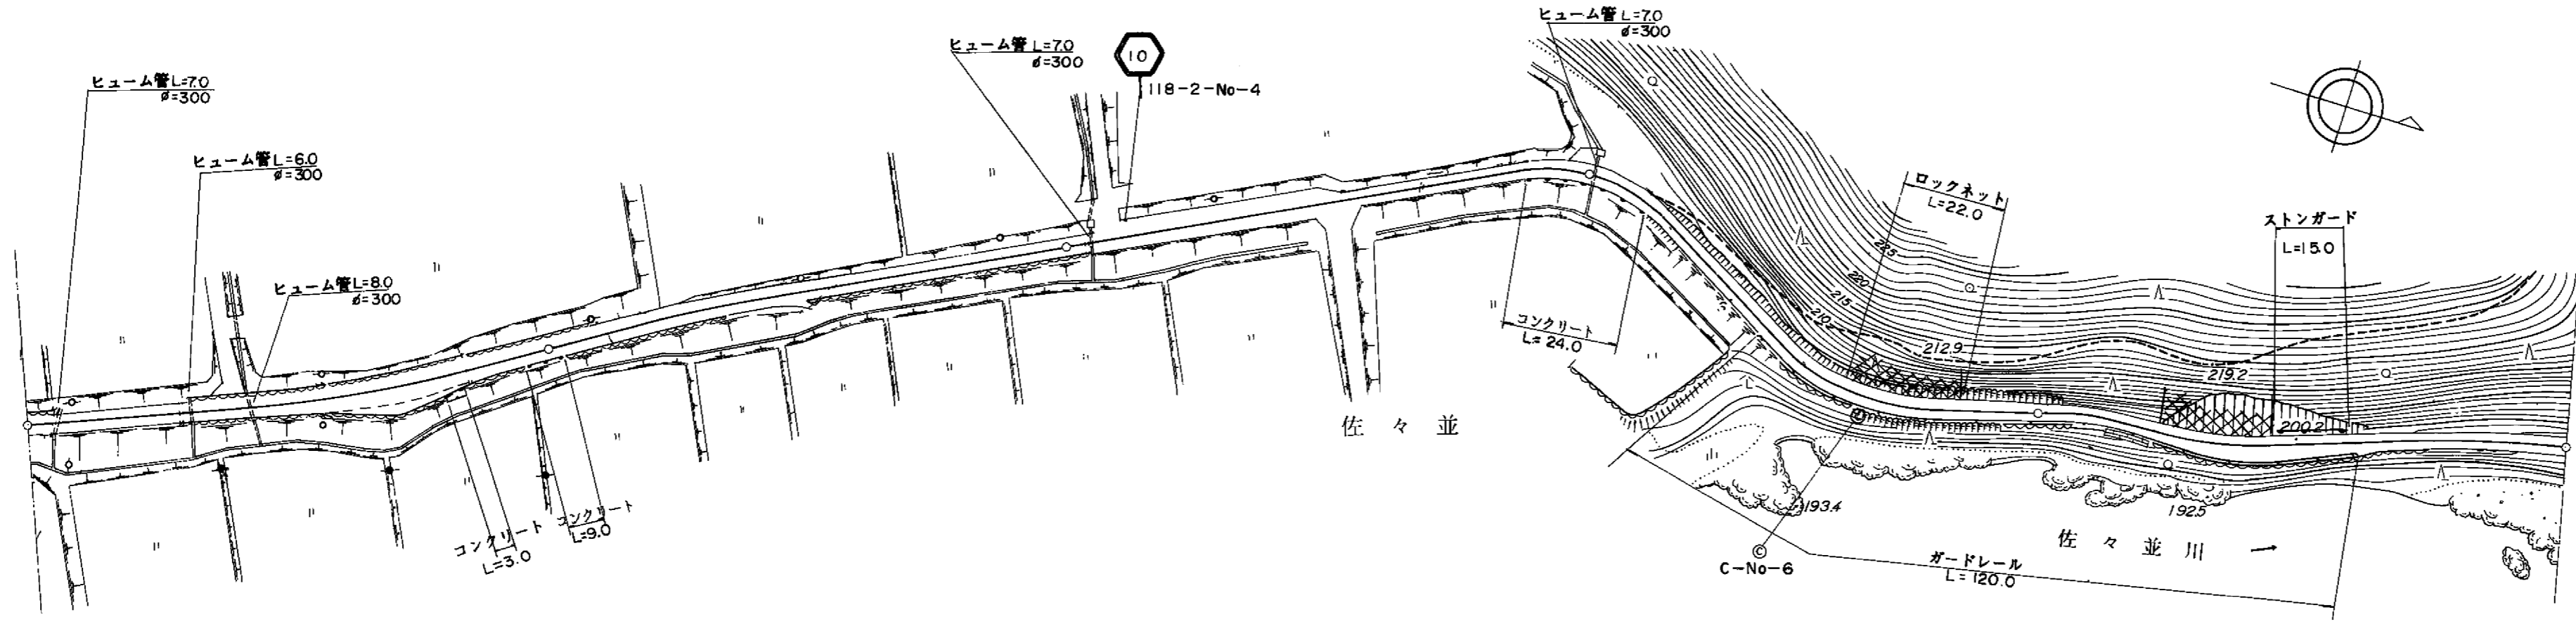 ヒューム管 L=7.0
ø=300
ヒューム管 L=6.0
ø=300
ヒューム管 L=8.0
ø=300
コンクリート
L=3.0
コンクリート
L=9.0
ヒューム管 L=7.0
ø=300
10
118-2-No-4
ヒューム管 L=7.0
ø=300
コンクリート
L=24.0
佐々並
ロックネット
L=22.0
ストンガード
L=15.0
225
220
215
210
212.9
219.2
200.2
193.4
192.5
C
C-No-6
佐々並川
ガードレール
L=120.0